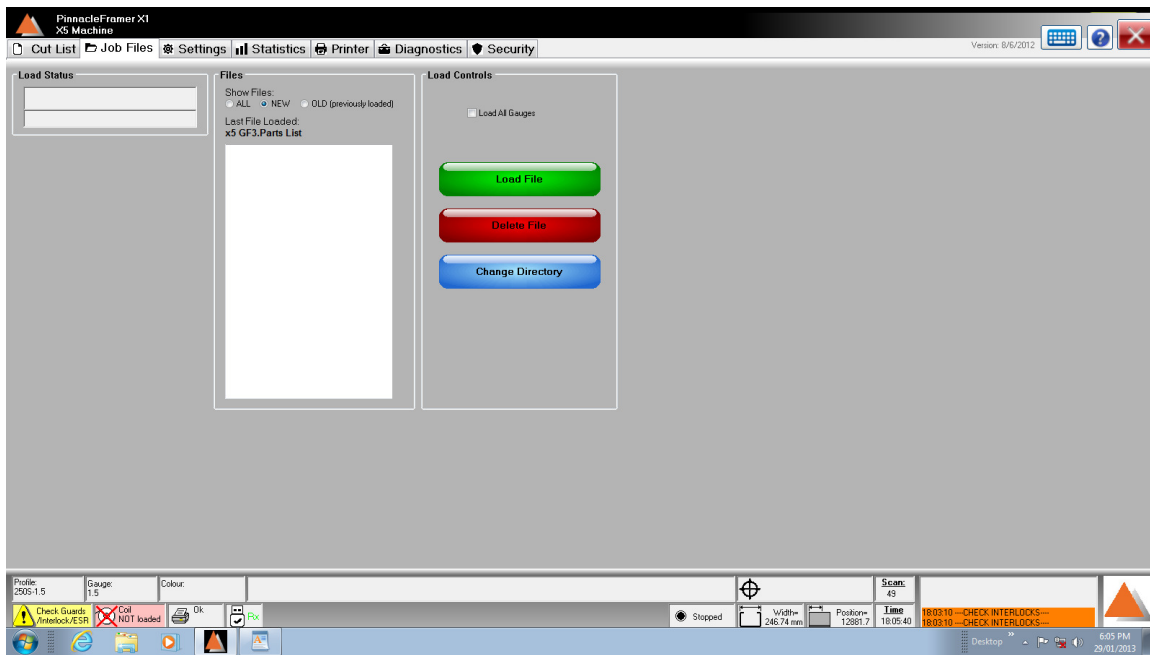 PinnacleFramer X1
X5 Machine
Cut List Job Files Settings Statistics Printer Diagnostics Security
Version: 8/6/2012
Load Status
Files
Show Files:
ALL NEW OLD (previously loaded)
Last File Loaded:
x5 GF3.Parts List
Load Controls
Load All Gauges
Load File
Delete File
Change Directory
Profile:
250S-1.5
Gauge:
1.5
Colour:
Scan:
49
Check Guards
/Interlock/ESR
Coil
NOT loaded
Ok
Rx
Stopped
Width=
246.74 mm
Position=
12881.7
Time
18:05:40
18:03:10 ---CHECK INTERLOCKS----
18:03:10 ---CHECK INTERLOCKS----
Desktop
6:05 PM
29/01/2013